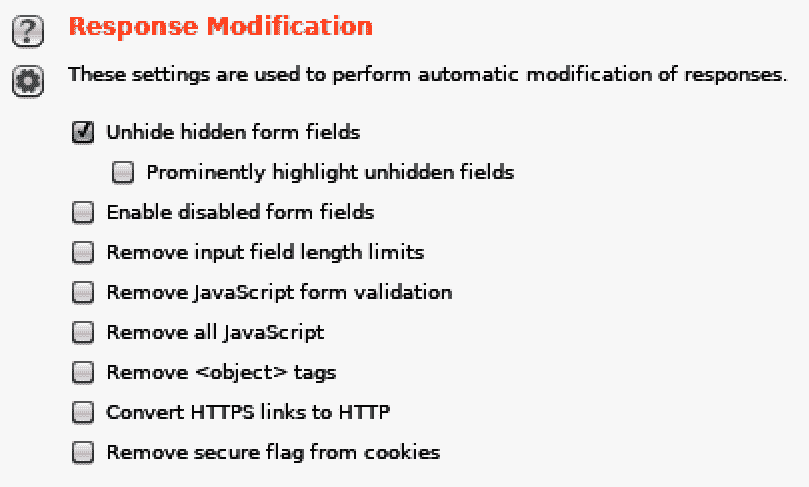 Response Modification
These settings are used to perform automatic modification of responses.
Unhide hidden form fields
Prominently highlight unhidden fields
Enable disabled form fields
Remove input field length limits
Remove JavaScript form validation
Remove all JavaScript
Remove <object> tags
Convert HTTPS links to HTTP
Remove secure flag from cookies